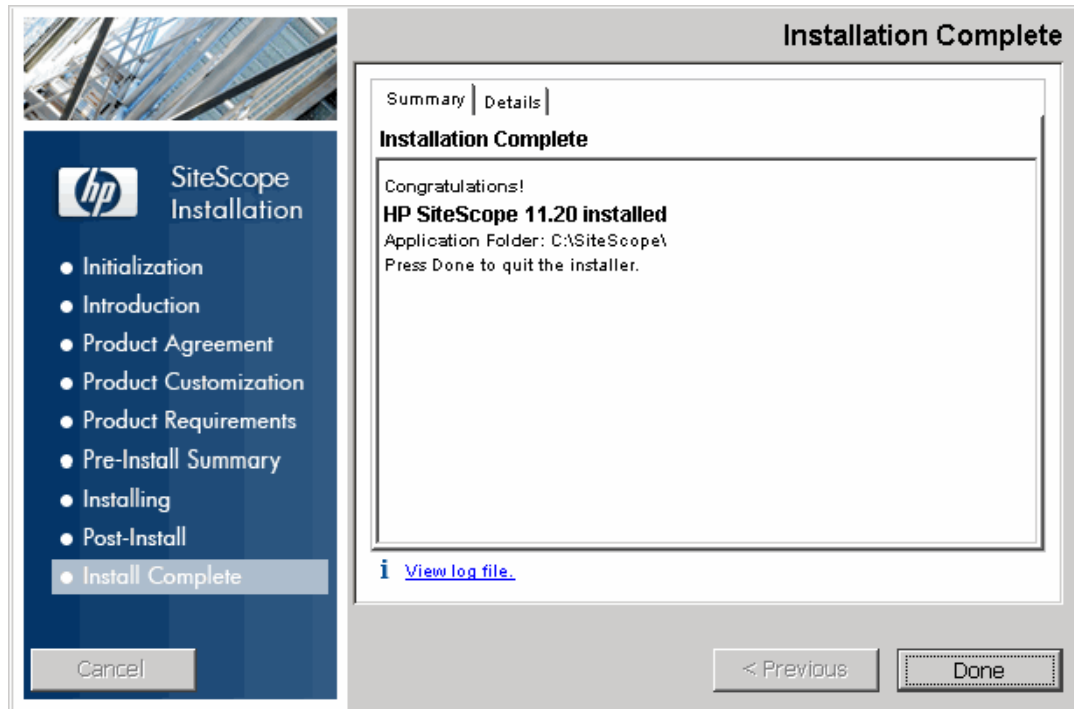 Installation Complete
hp
SiteScope
Installation
Initialization
Introduction
Product Agreement
Product Customization
Product Requirements
Pre-Install Summary
Installing
Post-Install
Install Complete
Cancel
Summary
Details
Installation Complete
Congratulations!
HP SiteScope 11.20 installed
Application Folder: C:\SiteScope\
Press Done to quit the installer.
i View log file.
< Previous
Done